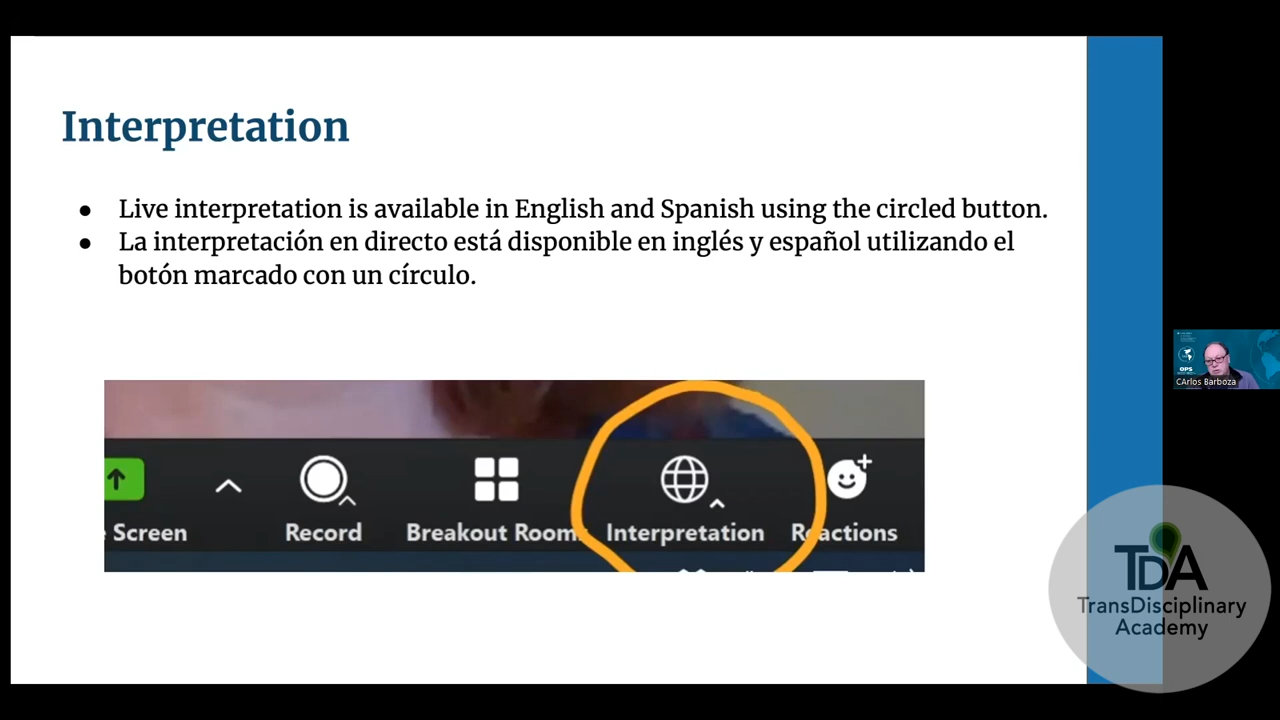 Interpretation
● Live interpretation is available in English and Spanish using the circled button.
● La interpretación en directo está disponible en inglés y español utilizando el
botón marcado con un círculo.
Screen
Record
Breakout Room
Interpretation
Reactions
OPS
CArlos Barboza
TDA
TransDisciplinary
Academy